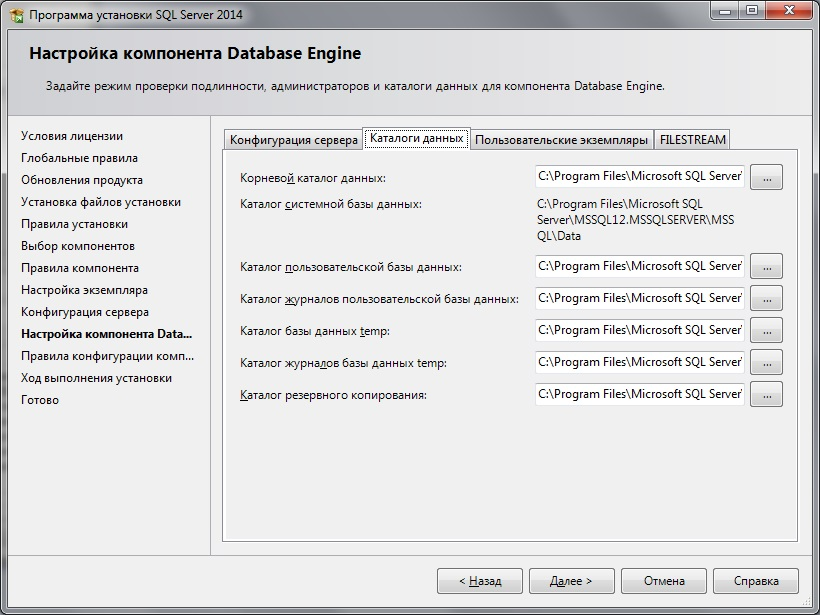 Программа установки SQL Server 2014
Настройка компонента Database Engine
Задайте режим проверки подлинности, администраторов и каталоги данных для компонента Database Engine.
Условия лицензии
Глобальные правила
Обновления продукта
Установка файлов установки
Правила установки
Выбор компонентов
Правила компонента
Настройка экземпляра
Конфигурация сервера
Настройка компонента Data...
Правила конфигурации комп...
Ход выполнения установки
Готово
Конфигурация сервера Каталоги данных Пользовательские экземпляры FILESTREAM
Корневой каталог данных: C:\Program Files\Microsoft SQL Server\ ...
Каталог системной базы данных: C:\Program Files\Microsoft SQL
Server\MSSQL12.MSSQLSERVER\MSS
QL\Data
Каталог пользовательской базы данных: C:\Program Files\Microsoft SQL Server\ ...
Каталог журналов пользовательской базы данных: C:\Program Files\Microsoft SQL Server\ ...
Каталог базы данных temp: C:\Program Files\Microsoft SQL Server\ ...
Каталог журналов базы данных temp: C:\Program Files\Microsoft SQL Server\ ...
Каталог резервного копирования: C:\Program Files\Microsoft SQL Server\ ...
< Назад Далее > Отмена Справка